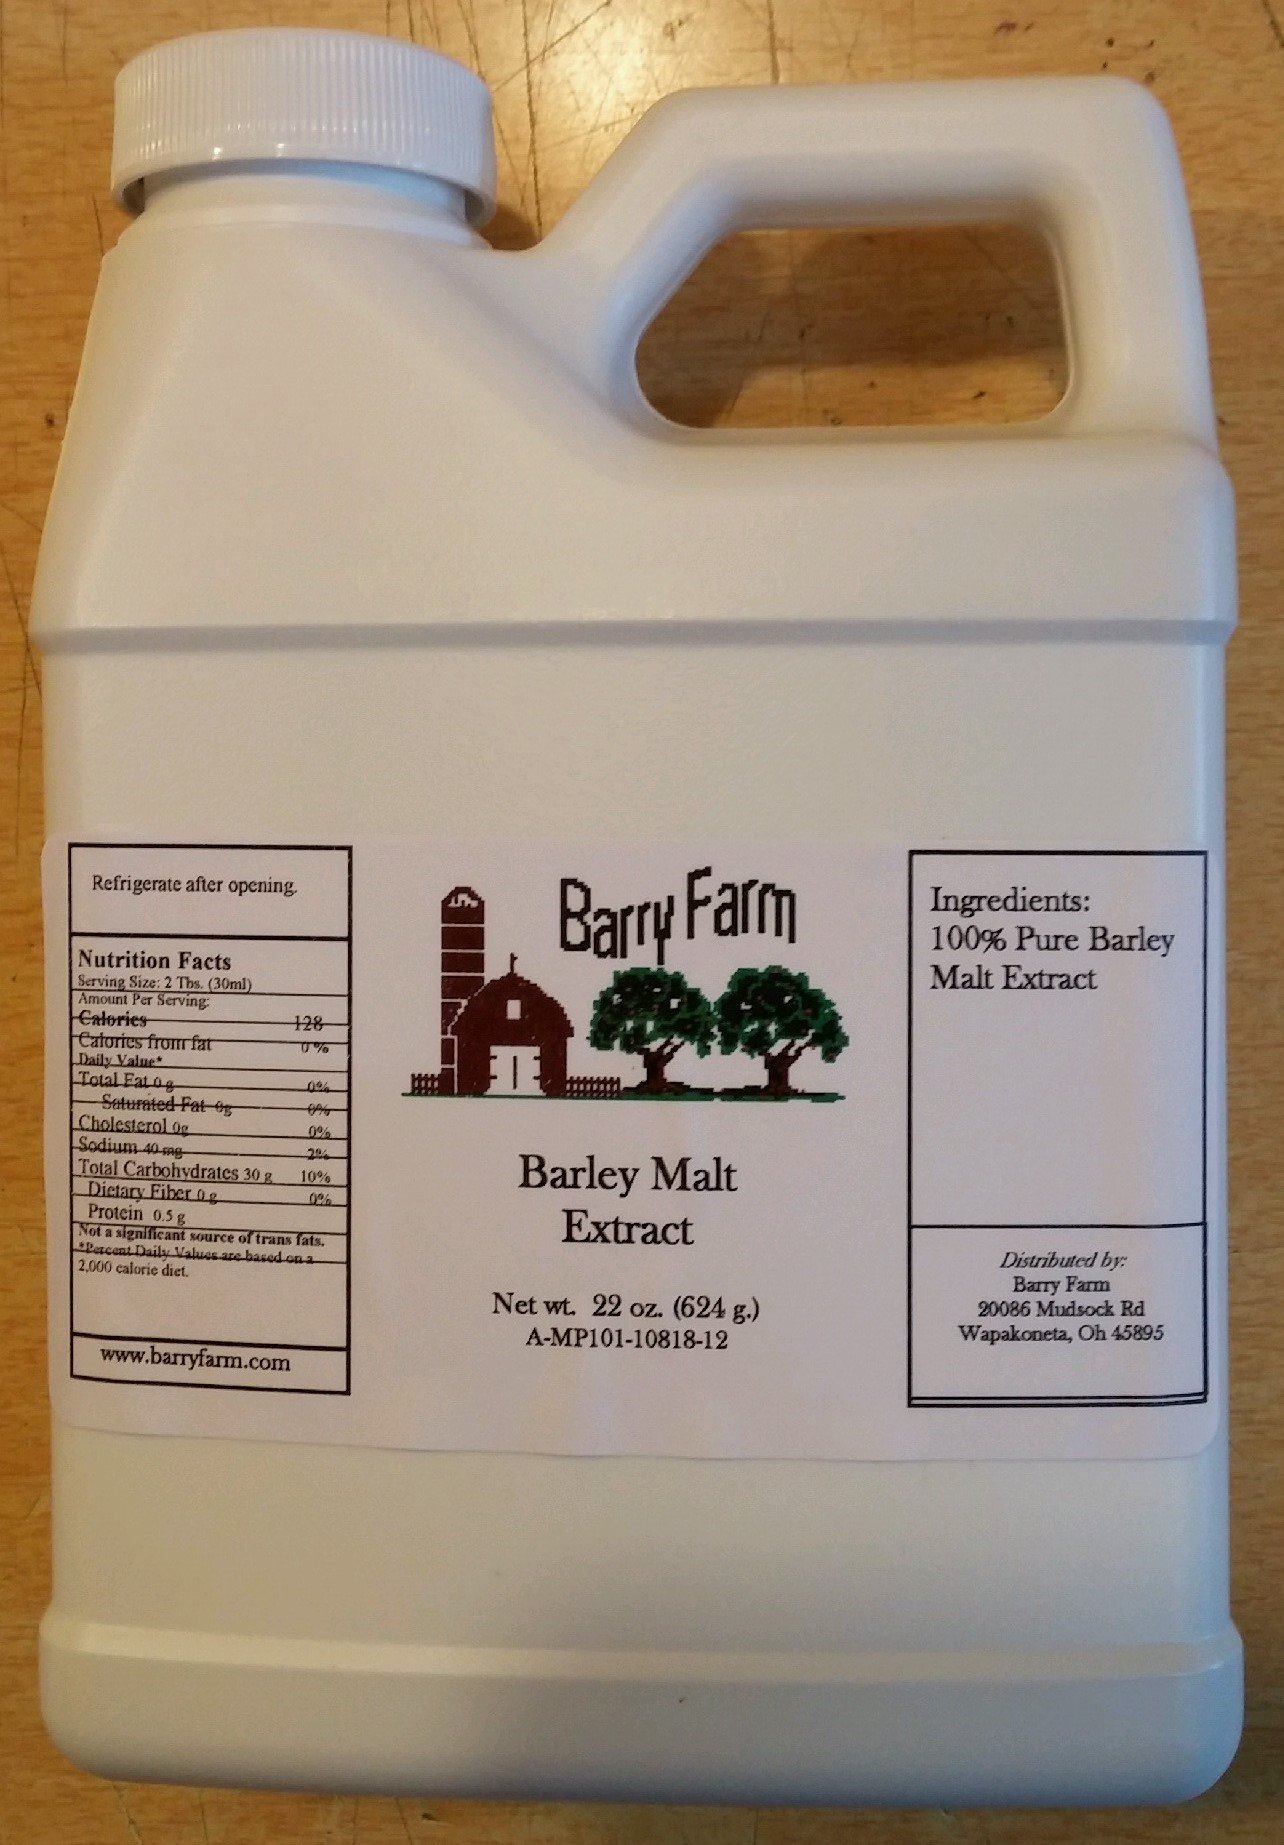 Refrigerate after opening.
Nutrition Facts
Serving Size: 2 Tbs. (30ml)
Amount Per Serving:
Calories 128
Calories from fat 0 %
Daily Value*
Total Fat 0 g 0%
Saturated Fat 0g 0%
Cholesterol 0g 0%
Sodium 40 mg 2%
Total Carbohydrates 30 g 10%
Dietary Fiber 0 g 0%
Protein 0.5 g
Not a significant source of trans fats.
*Percent Daily Values are based on a
2,000 calorie diet.
www.barryfarm.com
Barry Farm
Barley Malt
Extract
Net wt. 22 oz. (624 g.)
A-MP101-10818-12
Ingredients:
100% Pure Barley
Malt Extract
Distributed by:
Barry Farm
20086 Mudsock Rd
Wapakoneta, Oh 45895